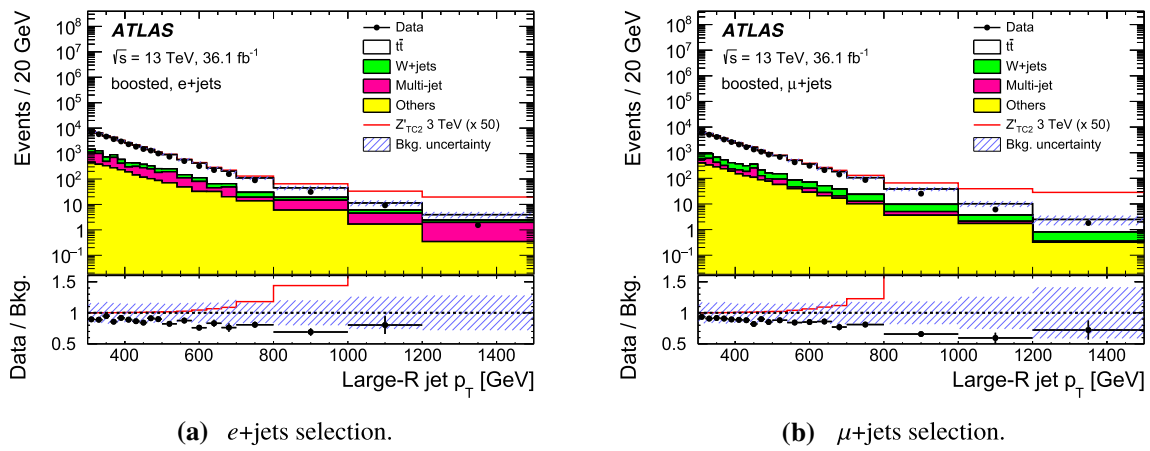 Events / 20 GeV
10⁸
10⁷
10⁶
10⁵
10⁴
10³
10²
10
1
10⁻¹
ATLAS
√s = 13 TeV, 36.1 fb⁻¹
boosted, e+jets
Data
tt̄
W+jets
Multi-jet
Others
Z'TC2 3 TeV (x 50)
Bkg. uncertainty
Data / Bkg.
1.5
1
0.5
400 600 800 1000 1200 1400
Large-R jet pT [GeV]
(a) e+jets selection.
Events / 20 GeV
10⁸
10⁷
10⁶
10⁵
10⁴
10³
10²
10
1
10⁻¹
ATLAS
√s = 13 TeV, 36.1 fb⁻¹
boosted, μ+jets
Data
tt̄
W+jets
Multi-jet
Others
Z'TC2 3 TeV (x 50)
Bkg. uncertainty
Data / Bkg.
1.5
1
0.5
400 600 800 1000 1200 1400
Large-R jet pT [GeV]
(b) μ+jets selection.